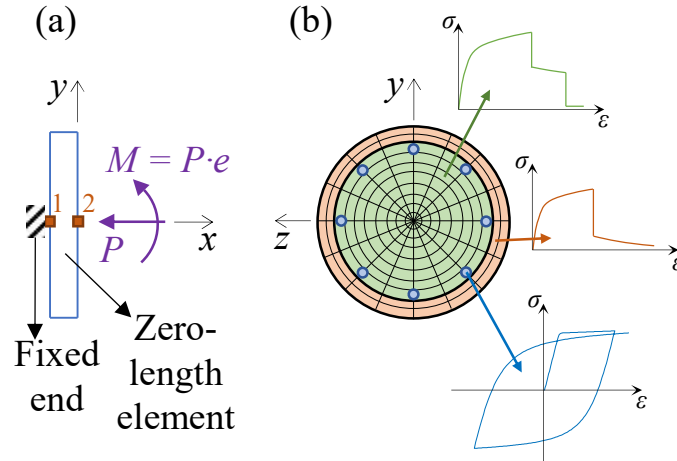 (a)
y
M = P·e
1
2
P
x
Fixed
end
Zero-
length
element
(b)
y
z
σ
ε
σ
ε
σ
ε